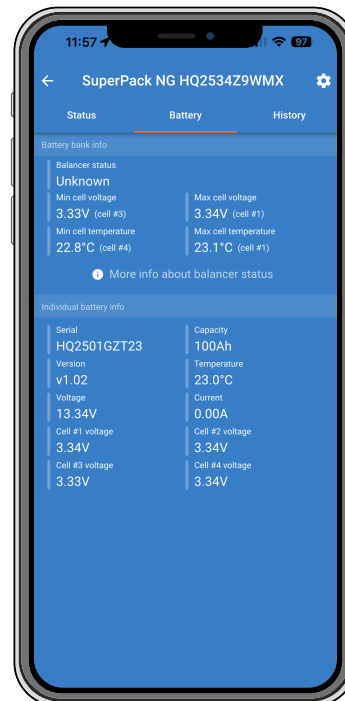 11:57
97
SuperPack NG HQ2534Z9WMX
Status Battery History
Battery bank info
Balancer status
Unknown
Min cell voltage Max cell voltage
3.33V (cell #3) 3.34V (cell #1)
Min cell temperature Max cell temperature
22.8°C (cell #4) 23.1°C (cell #1)
More info about balancer status
Individual battery info
Serial Capacity
HQ2501GZT23 100Ah
Version Temperature
v1.02 23.0°C
Voltage Current
13.34V 0.00A
Cell #1 voltage Cell #2 voltage
3.34V 3.34V
Cell #3 voltage Cell #4 voltage
3.33V 3.34V